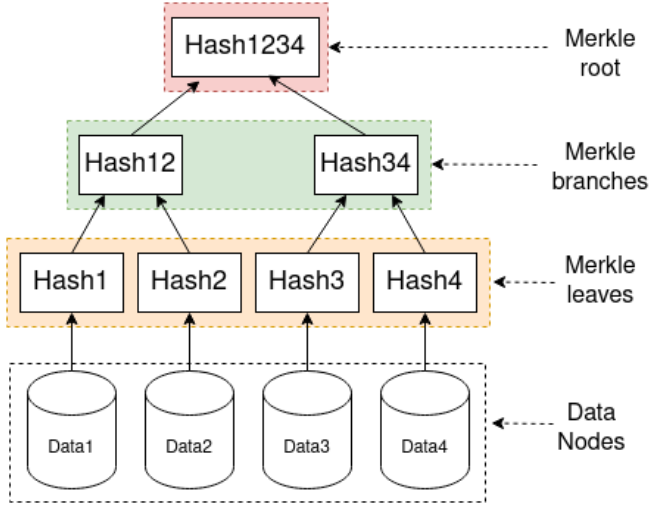 Hash1234
Merkle
root
Hash12
Hash34
Merkle
branches
Hash1
Hash2
Hash3
Hash4
Merkle
leaves
Data1
Data2
Data3
Data4
Data
Nodes